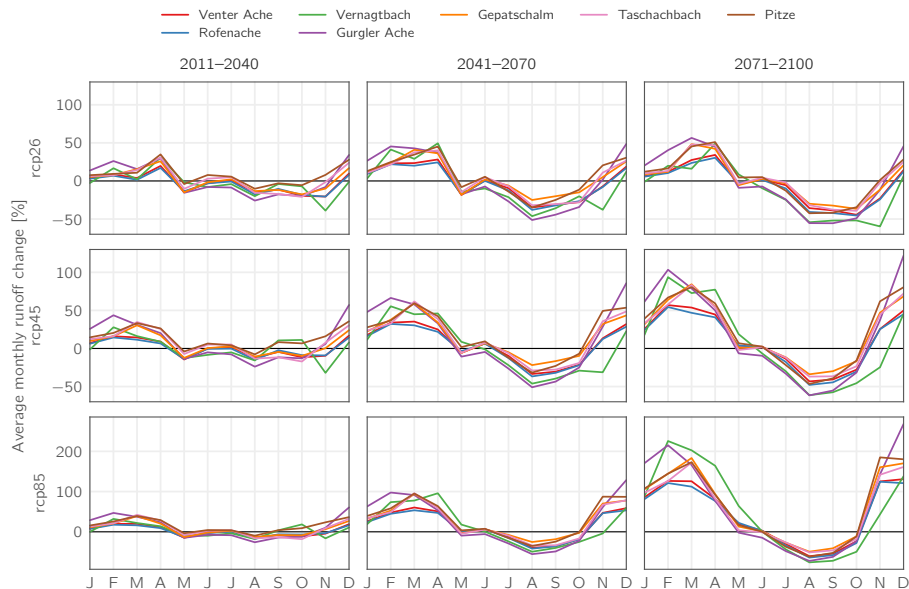 Venter Ache Vernagtbach Gepatschalm Taschachbach Pitze
Rofenache Gurgler Ache
2011–2040 2041–2070 2071–2100
Average monthly runoff change [%]
rcp26
100
50
0
−50
rcp45
100
50
0
−50
rcp85
200
100
0
J F M A M J J A S O N D J F M A M J J A S O N D J F M A M J J A S O N D